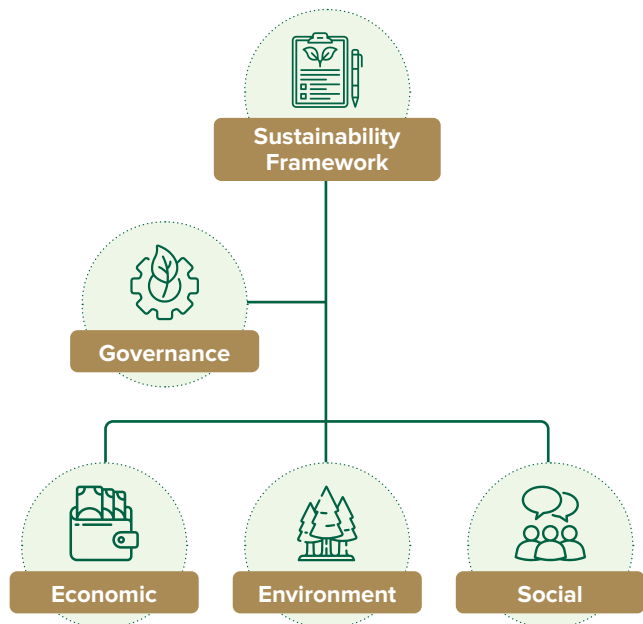 Sustainability
Framework
Governance
Economic
Environment
Social